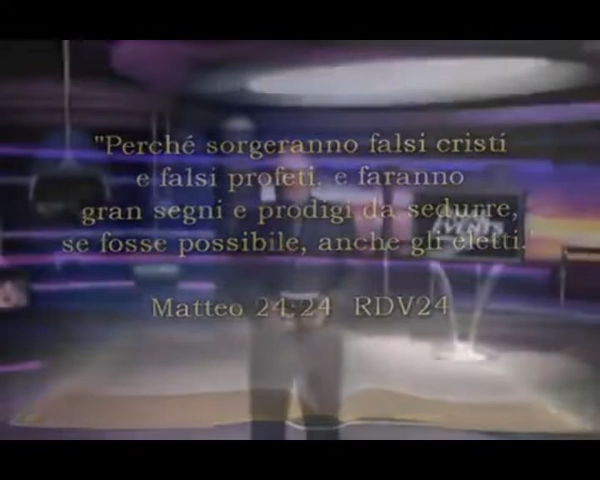 "Perché sorgeranno falsi cristi
e falsi profeti, e faranno
gran segni e prodigi da sedurre,
se fosse possibile, anche gli eletti."
EVENTS
Matteo 24:24 RDV24